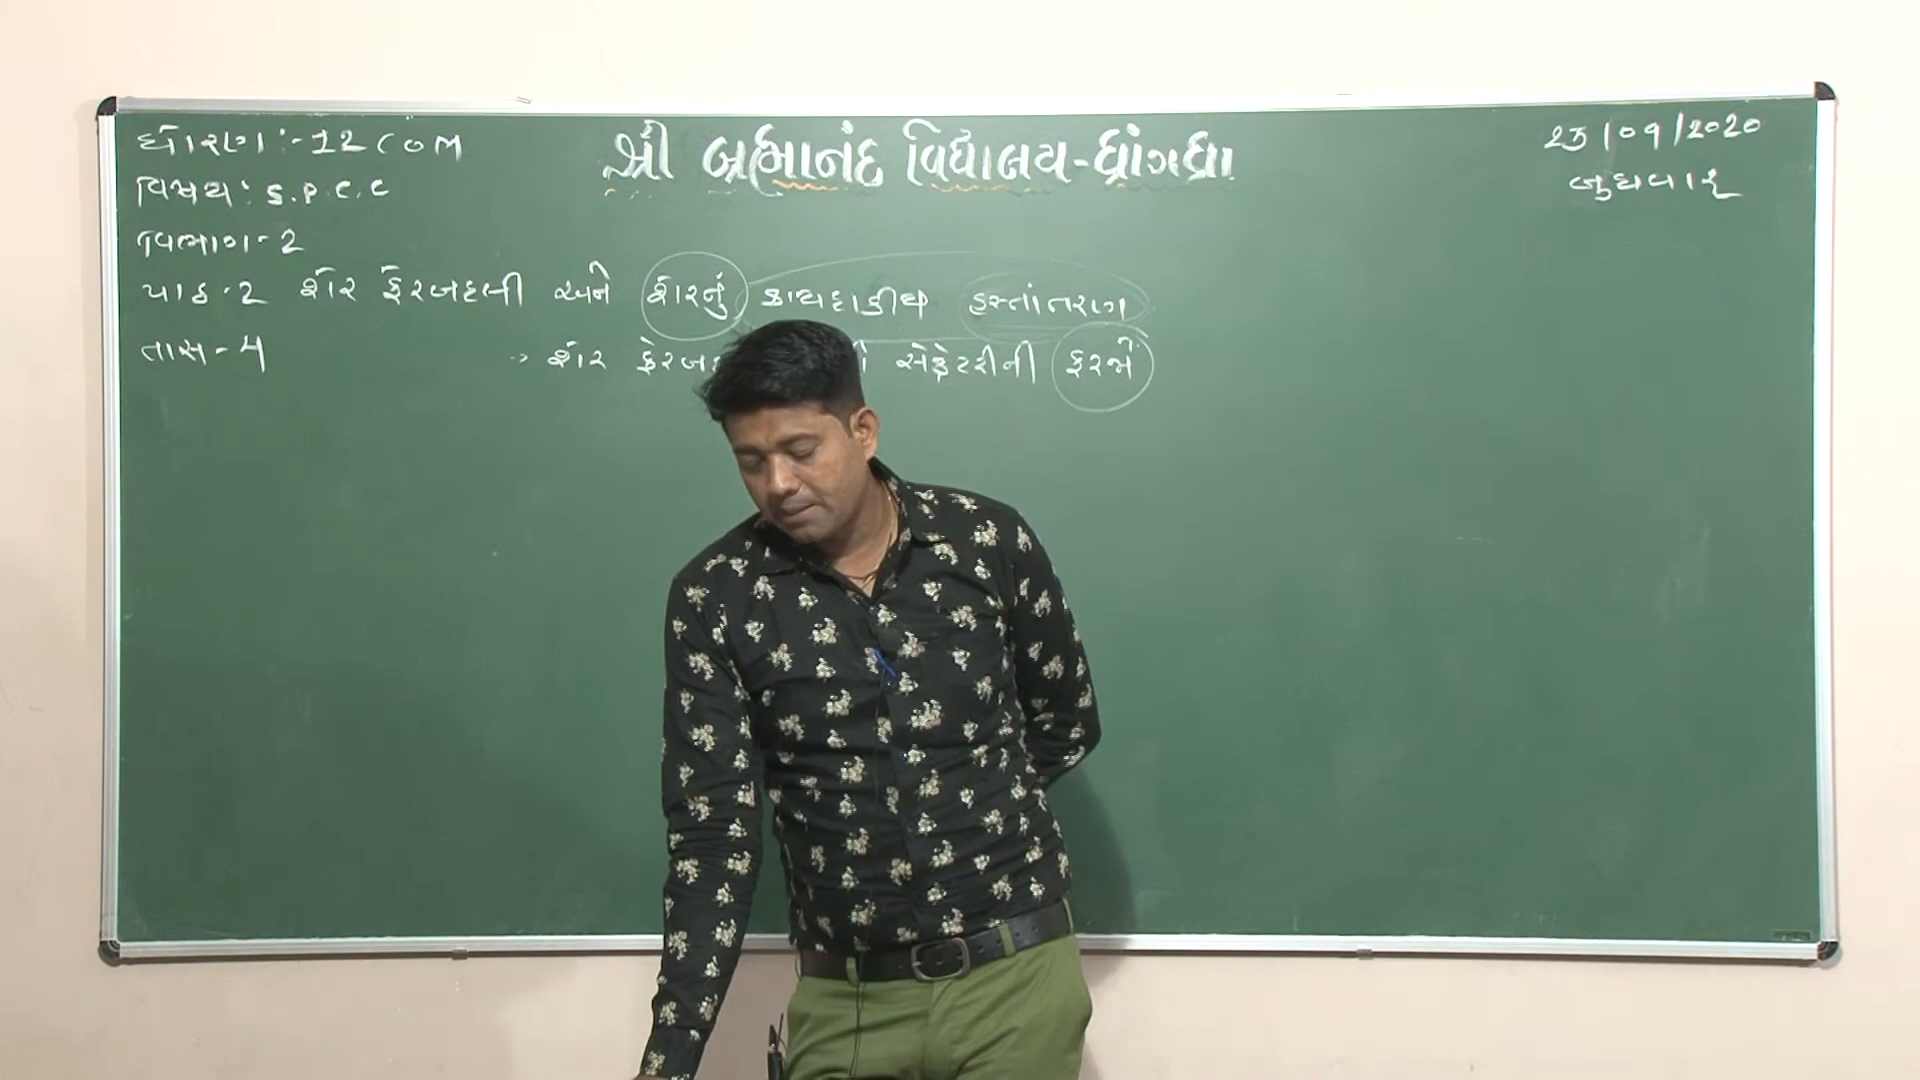 શ્રી બ્રહ્માનંદ વિદ્યાલય-ધ્રાંગધ્રા
ધોરણ :- 12 COM
વિષય : S.P.C.C
વિભાગ - 2
પાઠ - 2 શૅર ફેરબદલી અને શૅરનું કાયદાકીય હસ્તાંતરણ
તાસ - 4
→ શૅર સેક્રેટરીની ફરજો
23/09/2020
બુધવાર